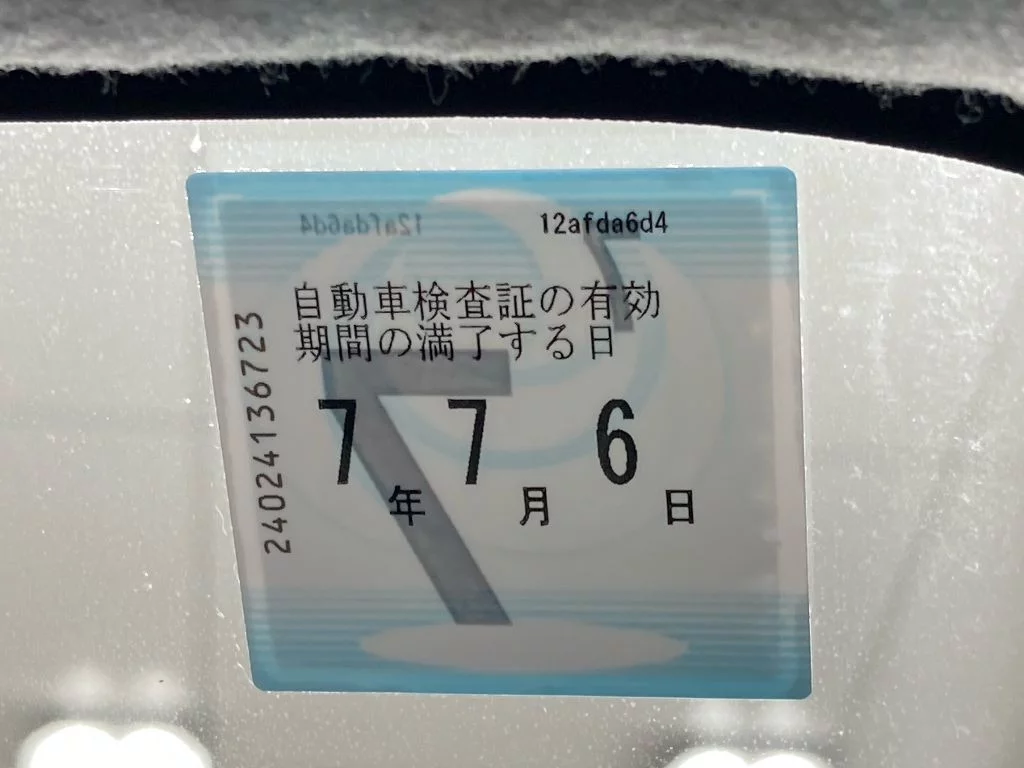 12afda6d4
自動車検査証の有効
期間の満了する日
7年7月6日
24024136723